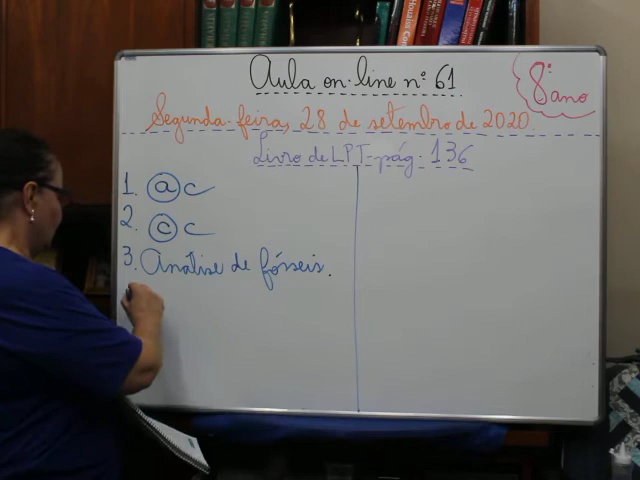 Aula on-line nº 61
8º ano
Segunda-feira, 28 de setembro de 2020.
Livro de LPT - pág. 136
1. a c
2. c c
3. Análise de fósseis.